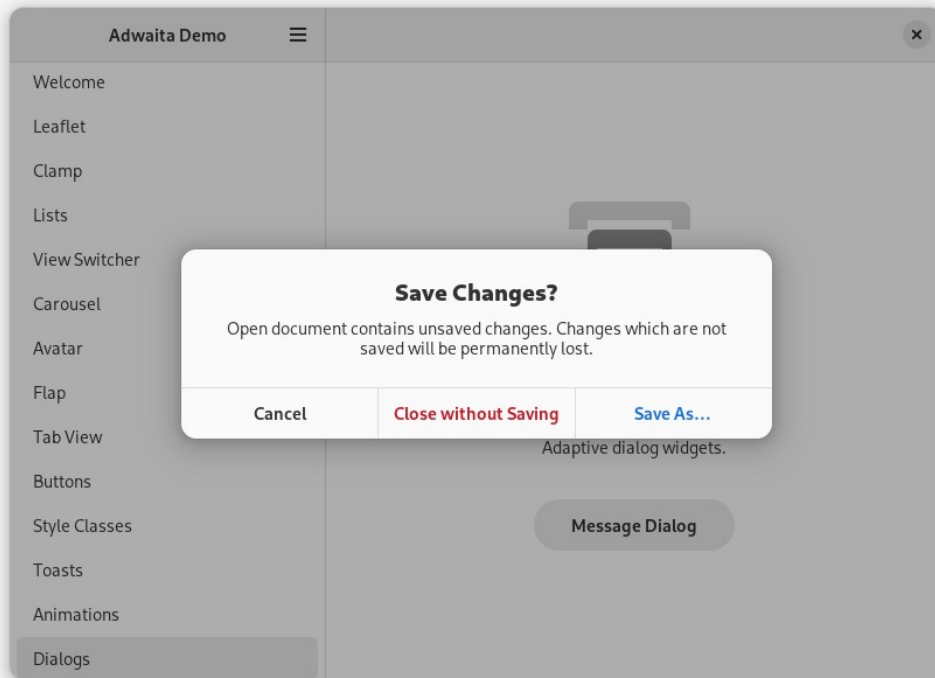 Adwaita Demo
Welcome
Leaflet
Clamp
Lists
View Switcher
Carousel
Avatar
Flap
Tab View
Buttons
Style Classes
Toasts
Animations
Dialogs
Save Changes?
Open document contains unsaved changes. Changes which are not
saved will be permanently lost.
Cancel
Close without Saving
Save As…
Adaptive dialog widgets.
Message Dialog